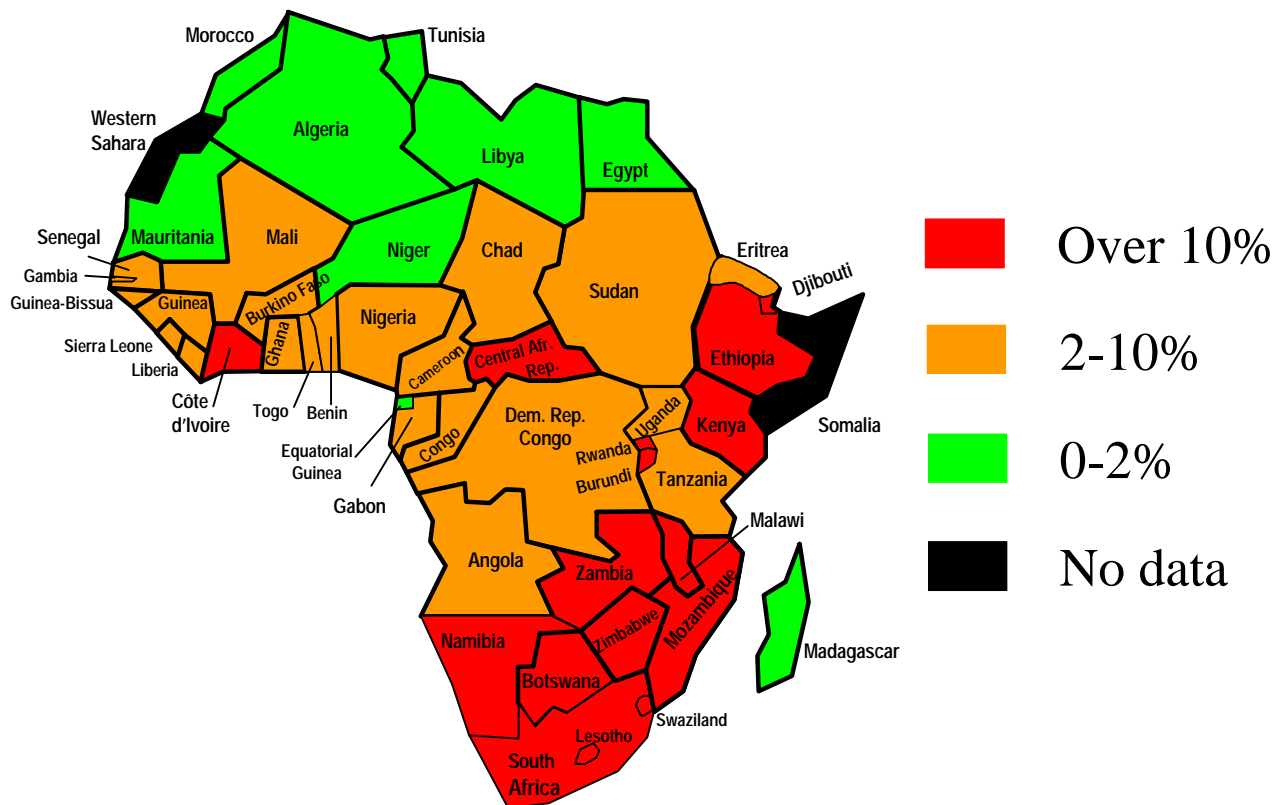 Morocco
Tunisia
Western
Sahara
Algeria
Libya
Egypt
Mauritania
Mali
Niger
Chad
Sudan
Eritrea
Djibouti
Senegal
Gambia
Guinea-Bissua
Guinea
Burkino Faso
Nigeria
Ghana
Sierra Leone
Liberia
Côte
d'Ivoire
Togo
Benin
Cameroon
Central Afr.
Rep.
Ethiopia
Somalia
Equatorial
Guinea
Gabon
Congo
Dem. Rep.
Congo
Uganda
Kenya
Rwanda
Burundi
Tanzania
Malawi
Angola
Zambia
Mozambique
Zimbabwe
Madagascar
Namibia
Botswana
Swaziland
Lesotho
South
Africa
Over 10%
2-10%
0-2%
No data